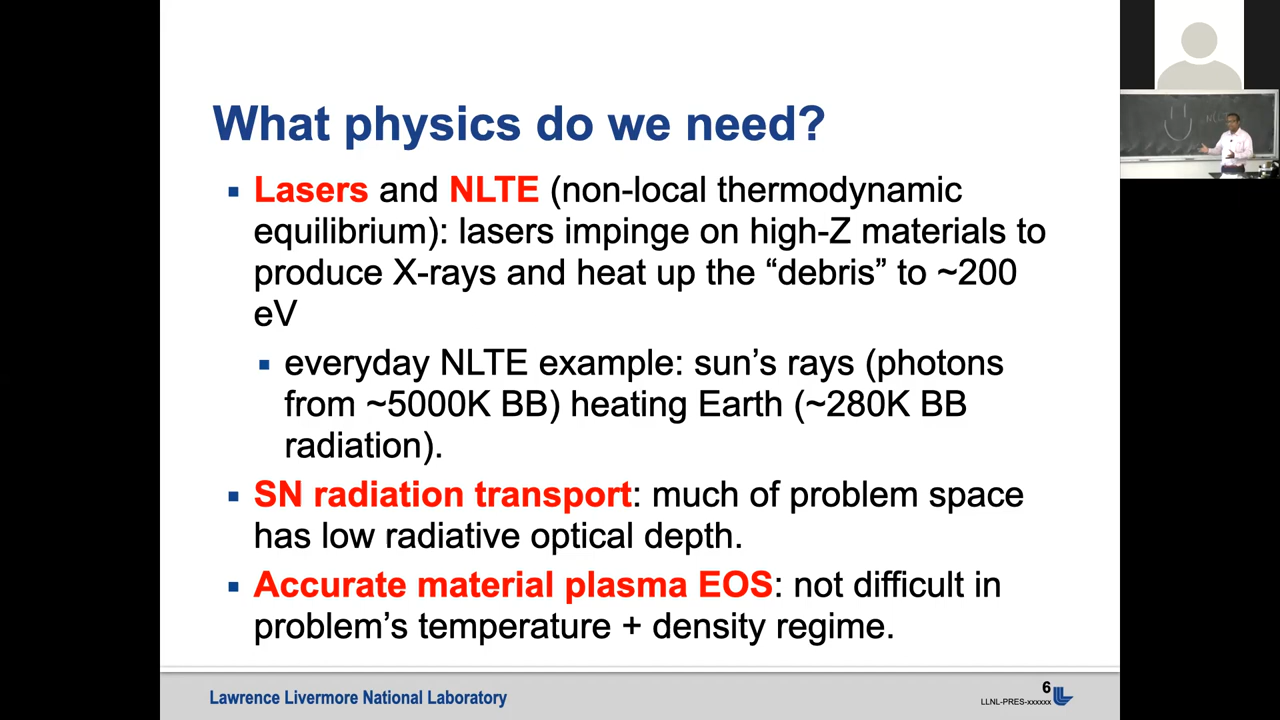 What physics do we need?
▪ Lasers and NLTE (non-local thermodynamic
equilibrium): lasers impinge on high-Z materials to
produce X-rays and heat up the “debris” to ~200
eV
▪ everyday NLTE example: sun’s rays (photons
from ~5000K BB) heating Earth (~280K BB
radiation).
▪ SN radiation transport: much of problem space
has low radiative optical depth.
▪ Accurate material plasma EOS: not difficult in
problem’s temperature + density regime.
Lawrence Livermore National Laboratory
6
LLNL-PRES-xxxxxx